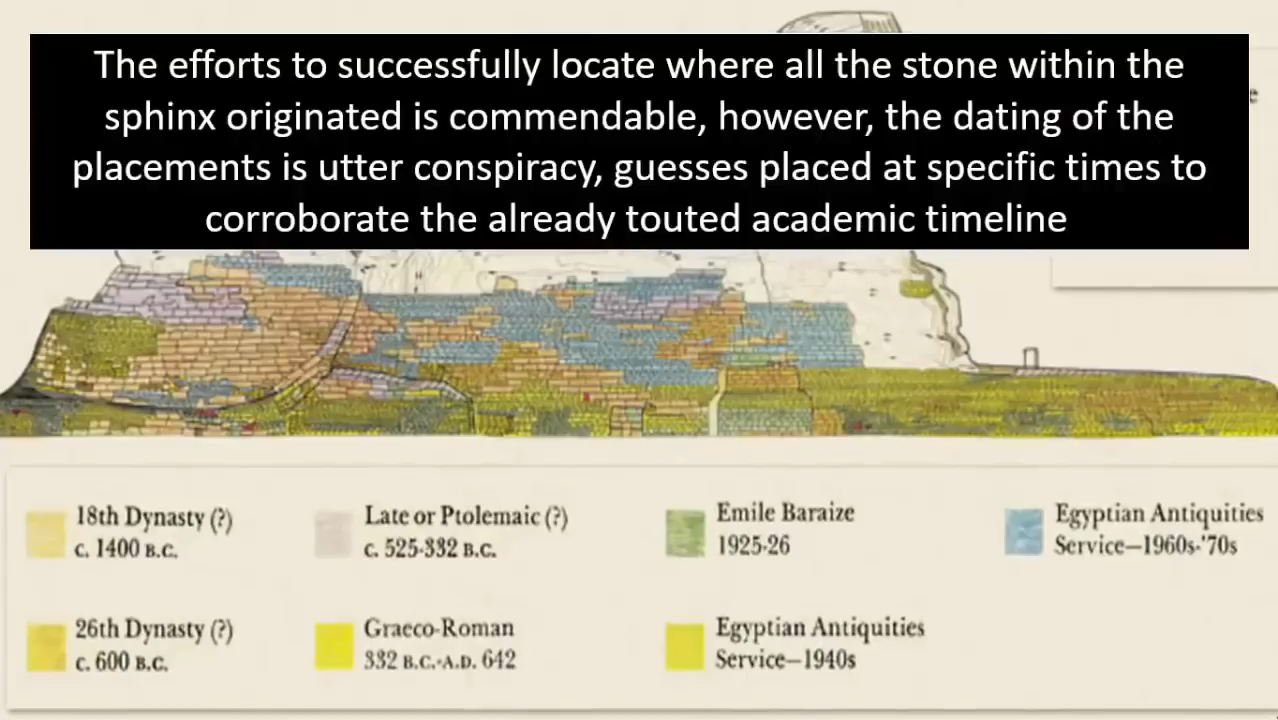 The efforts to successfully locate where all the stone within the
sphinx originated is commendable, however, the dating of the
placements is utter conspiracy, guesses placed at specific times to
corroborate the already touted academic timeline
18th Dynasty (?)
c. 1400 B.C.
Late or Ptolemaic (?)
c. 525-332 B.C.
Emile Baraize
1925-26
Egyptian Antiquities
Service—1960s-'70s
26th Dynasty (?)
c. 600 B.C.
Graeco-Roman
332 B.C.-A.D. 642
Egyptian Antiquities
Service—1940s